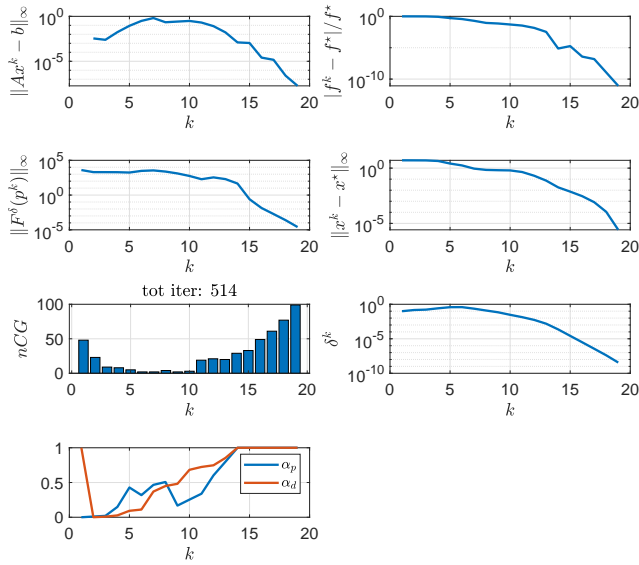 10^0
10^-5
‖Ax^k − b‖_∞
0 5 10 15 20
k
10^0
10^-10
|f^k − f^⋆|/f^⋆
0 5 10 15 20
k
10^5
10^0
10^-5
‖F^δ(p^k)‖_∞
0 5 10 15 20
k
10^0
10^-5
‖x^k − x^⋆‖_∞
0 5 10 15 20
k
tot iter: 514
100
50
0
nCG
0 5 10 15 20
k
10^0
10^-5
10^-10
δ^k
0 5 10 15 20
k
1
0.5
0
α_p
α_d
0 5 10 15 20
k